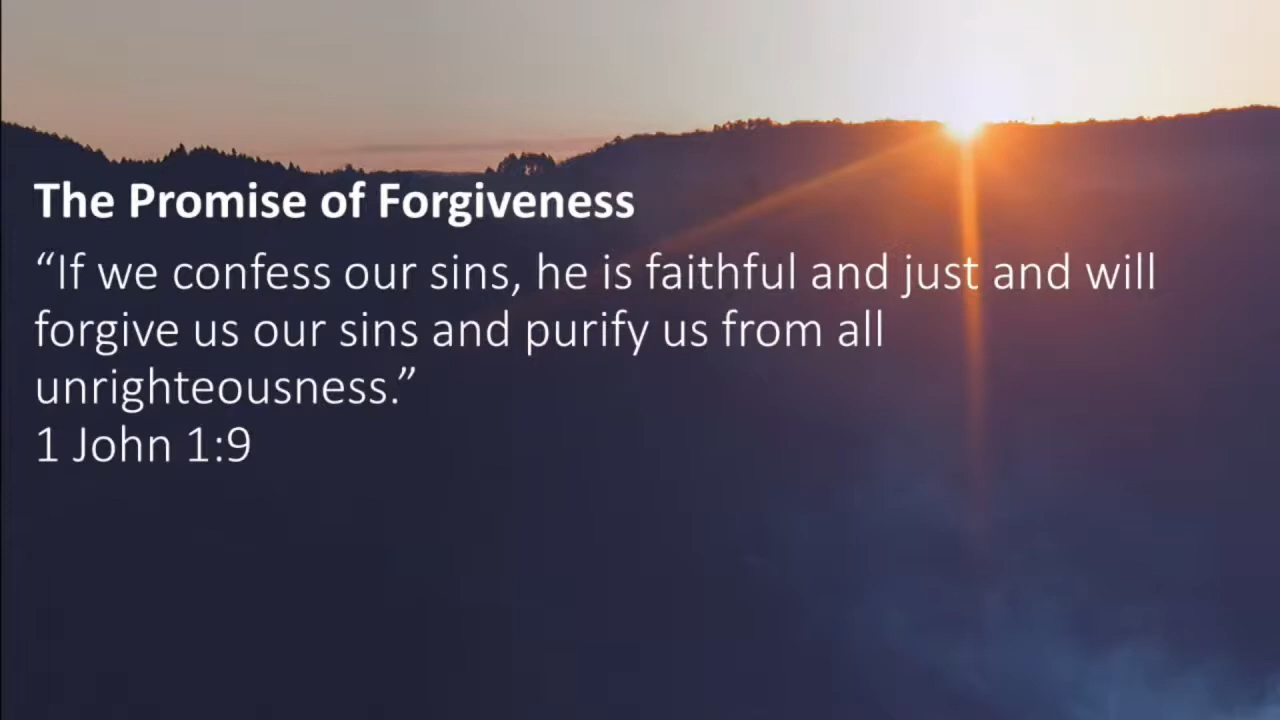 The Promise of Forgiveness
“If we confess our sins, he is faithful and just and will
forgive us our sins and purify us from all
unrighteousness.”
1 John 1:9